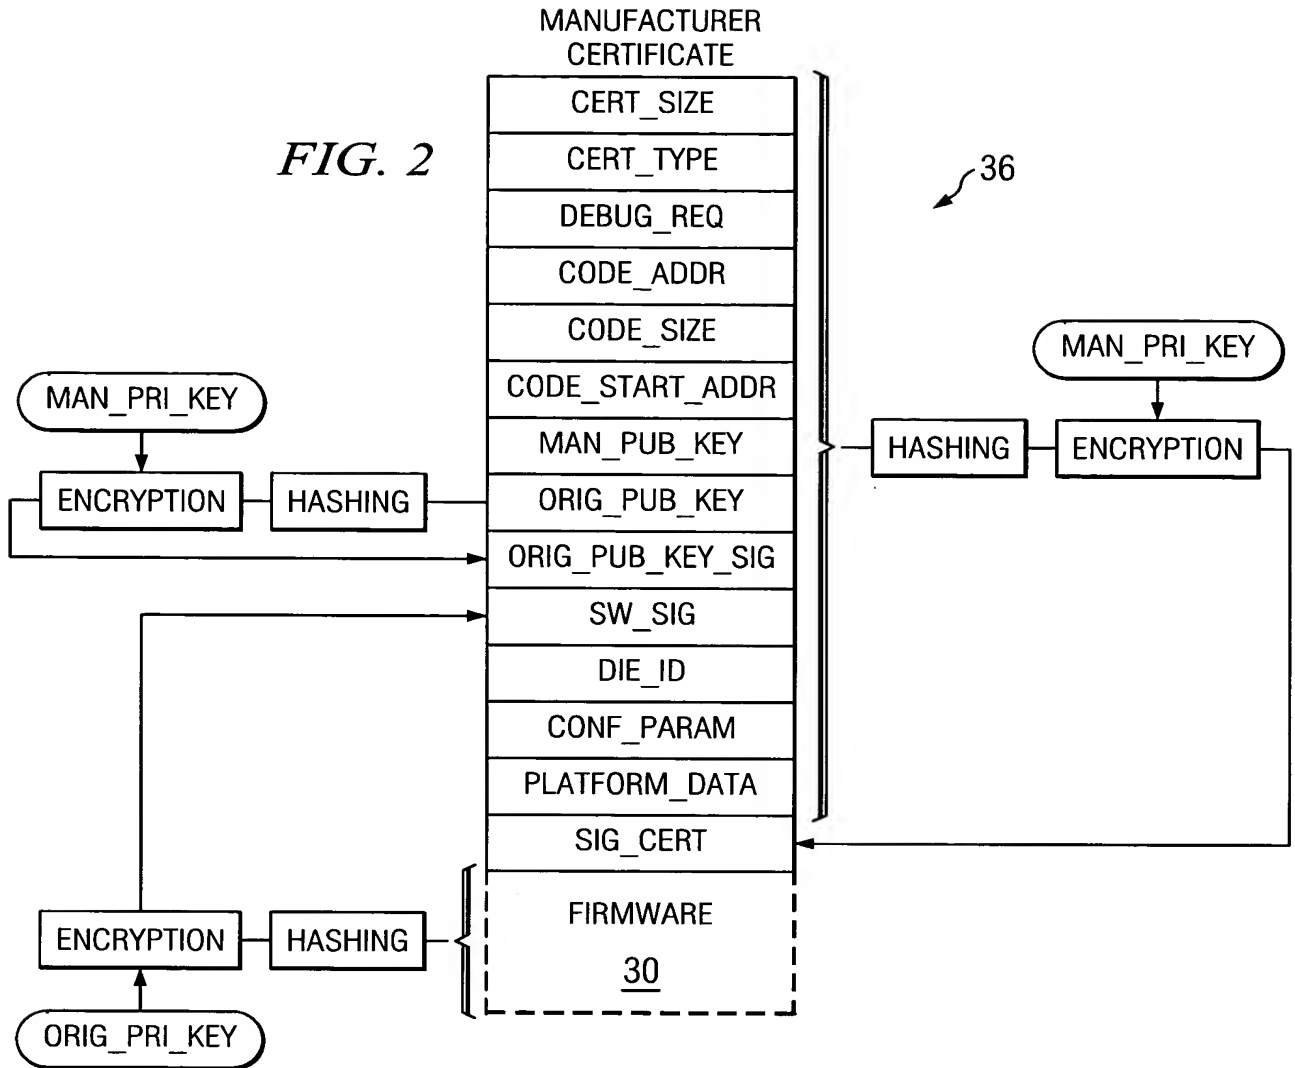 MANUFACTURER
CERTIFICATE
FIG. 2
CERT_SIZE
CERT_TYPE
DEBUG_REQ
CODE_ADDR
CODE_SIZE
CODE_START_ADDR
MAN_PUB_KEY
ORIG_PUB_KEY
ORIG_PUB_KEY_SIG
SW_SIG
DIE_ID
CONF_PARAM
PLATFORM_DATA
SIG_CERT
FIRMWARE
30
36
MAN_PRI_KEY
HASHING
ENCRYPTION
MAN_PRI_KEY
ENCRYPTION
HASHING
ENCRYPTION
HASHING
ORIG_PRI_KEY